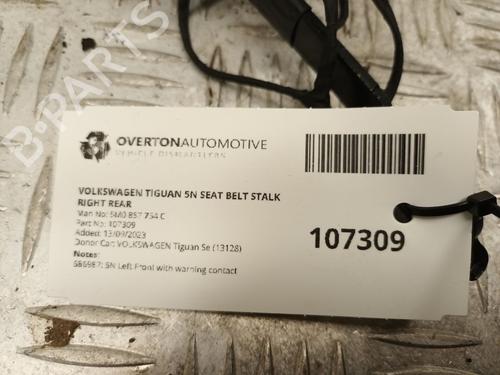 OVERTONAUTOMOTIVE
VEHICLE DISMANTLERS
VOLKSWAGEN TIGUAN 5N SEAT BELT STALK
RIGHT REAR
Man No: 5M0 857 754 C
Part No: 107309
Added: 13/09/2023
Donor Car: VOLKSWAGEN Tiguan Se (13128)
Notes:
586987: 5N Left Front with warning contact
107309
B-PARTS